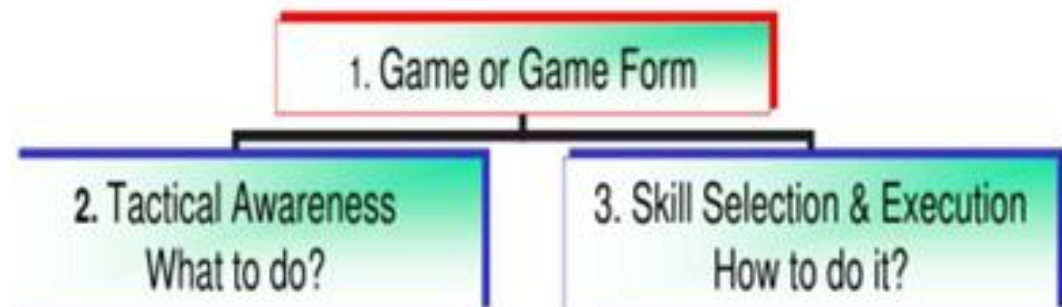 1. Game or Game Form
2. Tactical Awareness
What to do?
3. Skill Selection & Execution
How to do it?